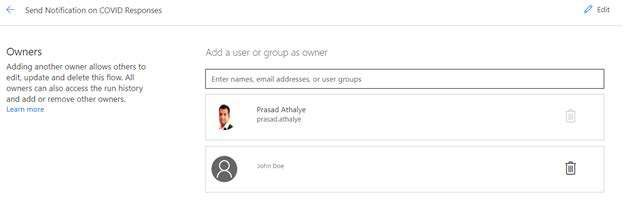 Send Notification on COVID Responses
Edit
Owners
Adding another owner allows others to
edit, update and delete this flow. All
owners can also access the run history
and add or remove other owners.
Learn more
Add a user or group as owner
Enter names, email addresses, or user groups
Prasad Athalye
prasad.athalye
John Doe